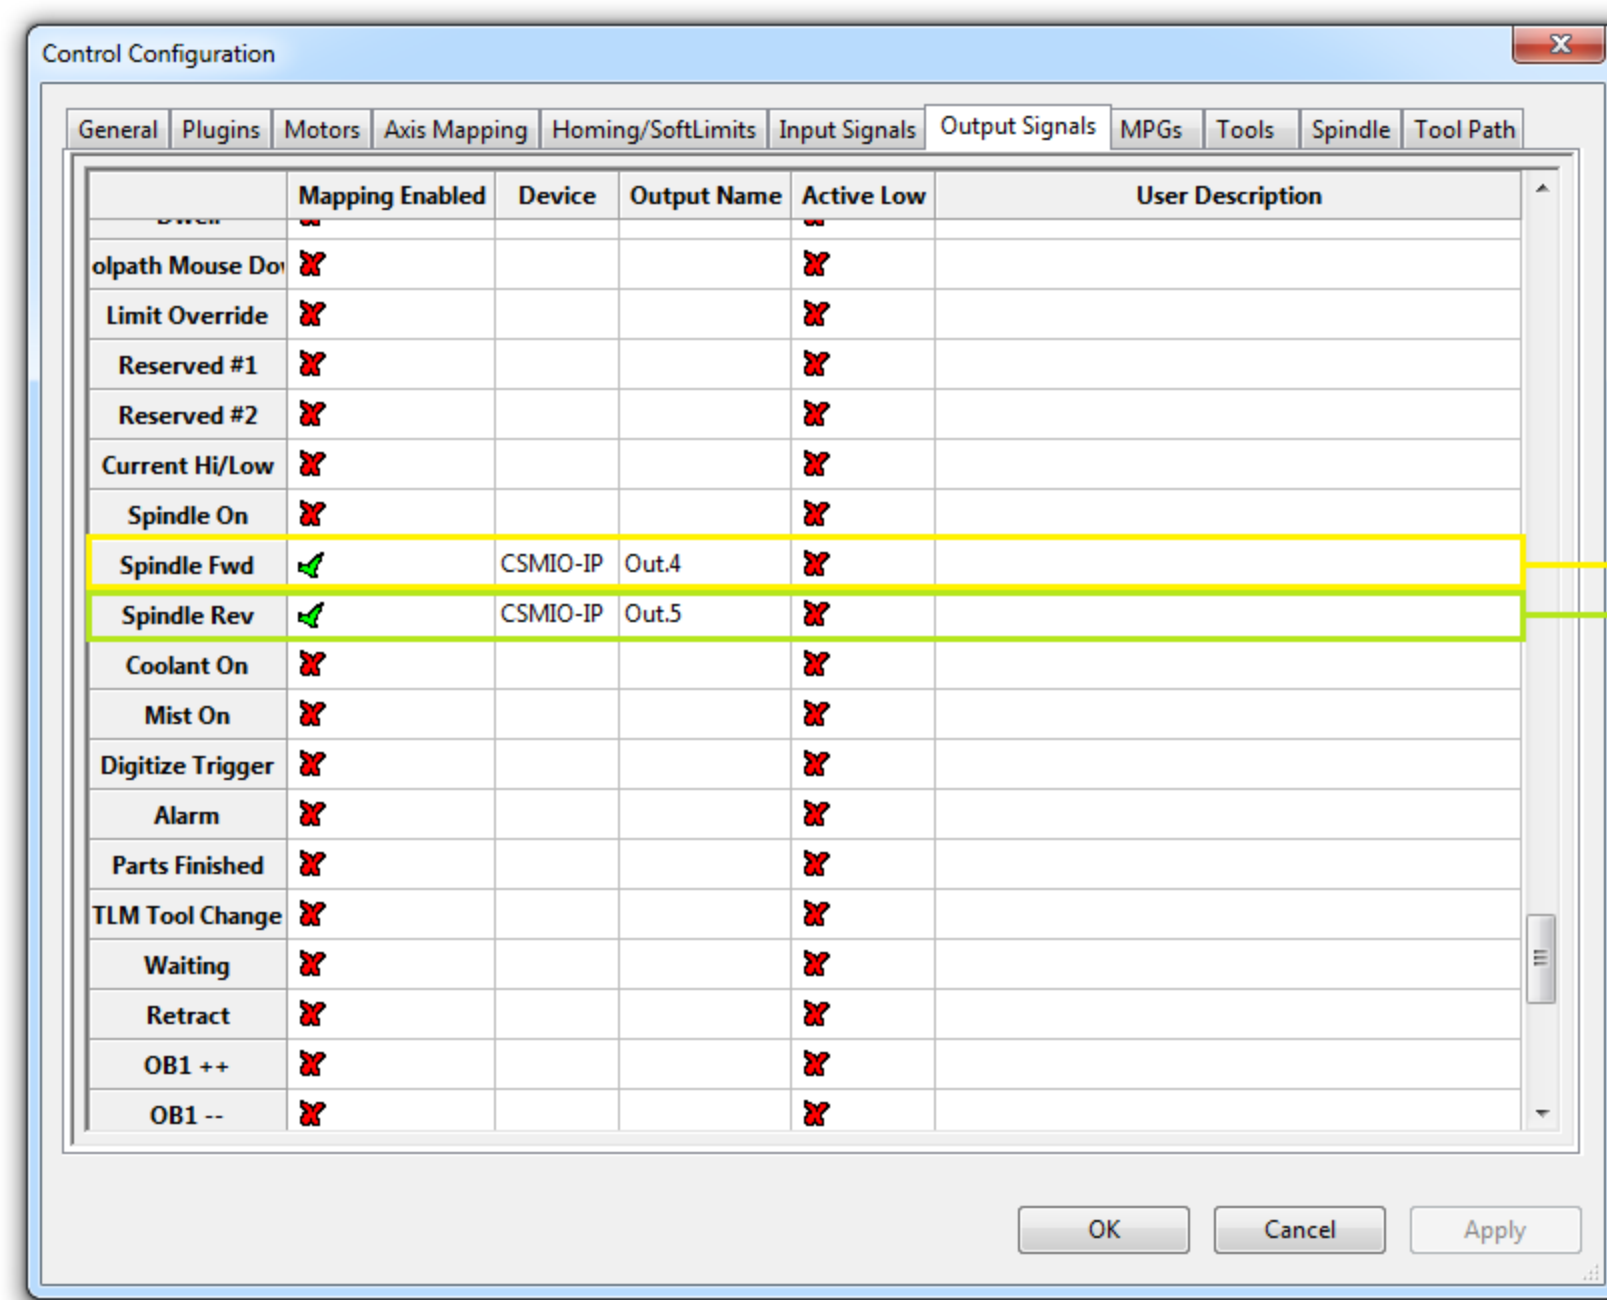 Control Configuration
General Plugins Motors Axis Mapping Homing/SoftLimits Input Signals Output Signals MPGs Tools Spindle Tool Path
Mapping Enabled Device Output Name Active Low User Description
olpath Mouse Do
Limit Override
Reserved #1
Reserved #2
Current Hi/Low
Spindle On
Spindle Fwd CSMIO-IP Out.4
Spindle Rev CSMIO-IP Out.5
Coolant On
Mist On
Digitize Trigger
Alarm
Parts Finished
TLM Tool Change
Waiting
Retract
OB1 ++
OB1 --
OK Cancel Apply